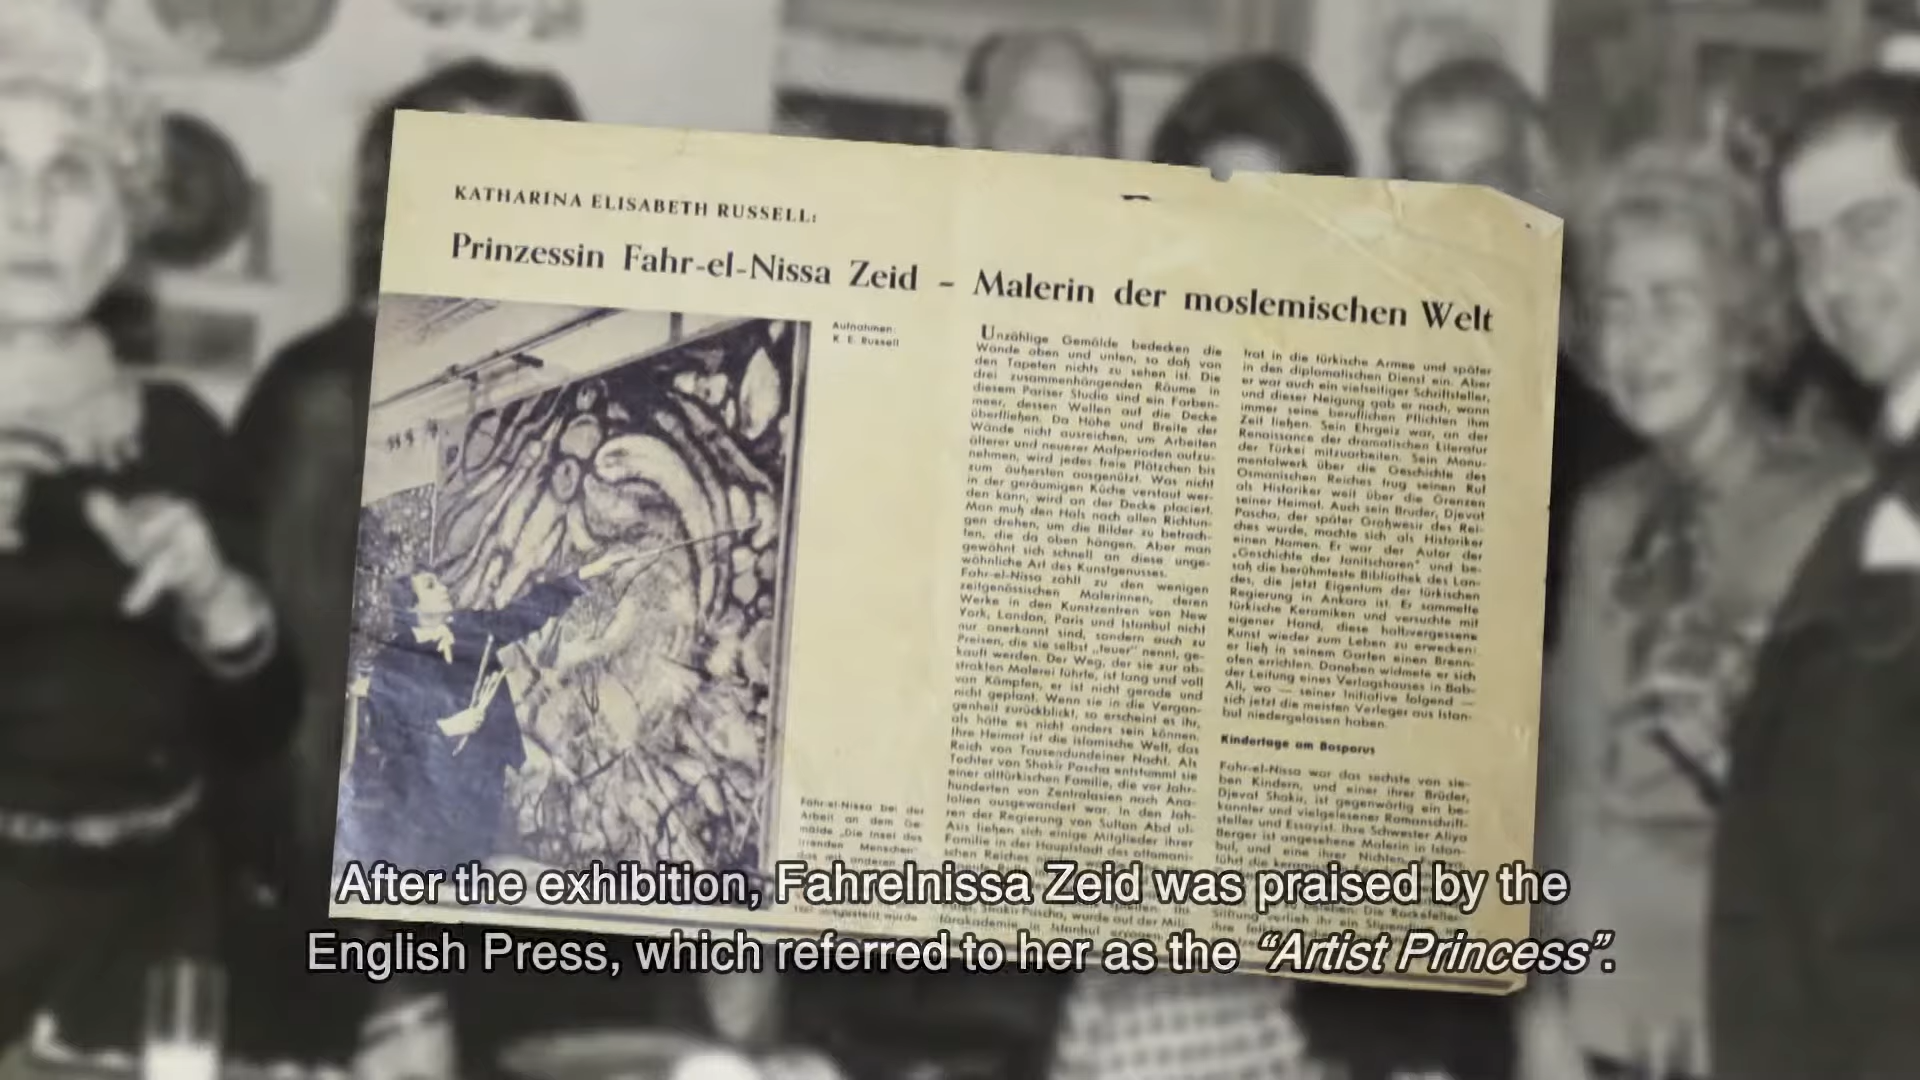 KATHARINA ELISABETH RUSSELL:
Prinzessin Fahr-el-Nissa Zeid – Malerin der moslemischen Welt
Aufnahmen:
K. E. Russell
Unzählige Gemälde bedecken die
Wände oben und unten, so daß von
den Tapeten nichts zu sehen ist. Die
drei zusammenhängenden Räume in
diesem Pariser Studio sind ein Farben-
meer, dessen Wellen auf die Decke
überfließen. Da Höhe und Breite der
Wände nicht ausreichen, um Arbeiten
älterer und neuerer Malperioden aufzu-
nehmen, wird jedes freie Plätzchen bis
zum äußersten ausgenützt. Was nicht
in der geräumigen Küche verstaut wer-
den kann, wird an der Decke placiert.
Man muß den Hals nach allen Richtun-
gen drehen, um die Bilder zu betrach-
ten, die da oben hängen. Aber man
gewöhnt sich schnell an diese unge-
wöhnliche Art des Kunstgenusses.
Fahr-el-Nissa zählt zu den wenigen
zeitgenössischen Malerinnen, deren
Werke in den Kunstzentren von New
York, London, Paris und Istanbul nicht
nur anerkannt sind, sondern auch zu
Preisen, die sie selbst „teuer" nennt, ge-
kauft werden. Der Weg, der sie zur ab-
strakten Malerei führte, ist lang und voll
von Kämpfen, er ist nicht gerade und
nicht geplant. Wenn sie in die Vergan-
genheit zurückblickt, so erscheint es ihr,
als hätte es nicht anders sein können.
Ihre Heimat ist die islamische Welt, das
Reich von Tausendundeiner Nacht. Als
Tochter von Shakir Pascha entstammt sie
einer alttürkischen Familie, die vor Jahr-
hunderten von Zentralasien nach Ana-
tolien ausgewandert war. In den Jah-
ren der Regierung von Sultan Abd ul-
Asis ließen sich einige Mitglieder ihrer
Familie in der Hauptstadt des ottomani-
schen Reiches
Shakir Pascha, wurde auf der Mili-
tärakademie Istanbul erzogen
trat in die türkische Armee und später
in den diplomatischen Dienst ein. Aber
er war auch ein vielseitiger Schriftsteller,
und dieser Neigung gab er nach, wann
immer seine beruflichen Pflichten ihm
Zeit ließen. Sein Ehrgeiz war, an der
Renaissance der dramatischen Literatur
der Türkei mitzuarbeiten. Sein Monu-
mentalwerk über die Geschichte des
Osmanischen Reiches trug seinen Ruf
als Historiker weit über die Grenzen
seiner Heimat. Auch sein Bruder, Djevat
Pascha, der später Großwesir des Rei-
ches wurde, machte sich als Historiker
einen Namen. Er war der Autor der
„Geschichte der Janitscharen" und be-
saß die berühmteste Bibliothek des Lan-
des, die jetzt Eigentum der türkischen
Regierung in Ankara ist. Er sammelte
türkische Keramiken und versuchte mit
eigener Hand, diese halbvergessene
Kunst wieder zum Leben zu erwecken:
er ließ in seinem Garten einen Brenn-
ofen errichten. Daneben widmete er sich
der Leitung eines Verlagshauses in Bab-
Ali, wo — seiner Initiative folgend —
sich jetzt die meisten Verleger aus Istan-
bul niedergelassen haben.
Kindertage am Bosporus
Fahr-el-Nissa war das sechste von sie-
ben Kindern, und einer ihrer Brüder,
Djevat Shakir, ist gegenwärtig ein be-
kannter und vielgelesener Romanschrift-
steller und Essayist. Ihre Schwester Aliya
Berger ist angesehene Malerin in Istan-
bul, und eine ihrer Nichten,
führt die
Stiftung verlieh ihr ein
Fahr-el-Nissa bei der
Arbeit an dem Ge-
mälde „Die Insel des
irrenden Menschen"
das mit anderen
ausgestellt wurde
After the exhibition, Fahrelnissa Zeid was praised by the
English Press, which referred to her as the “Artist Princess”.